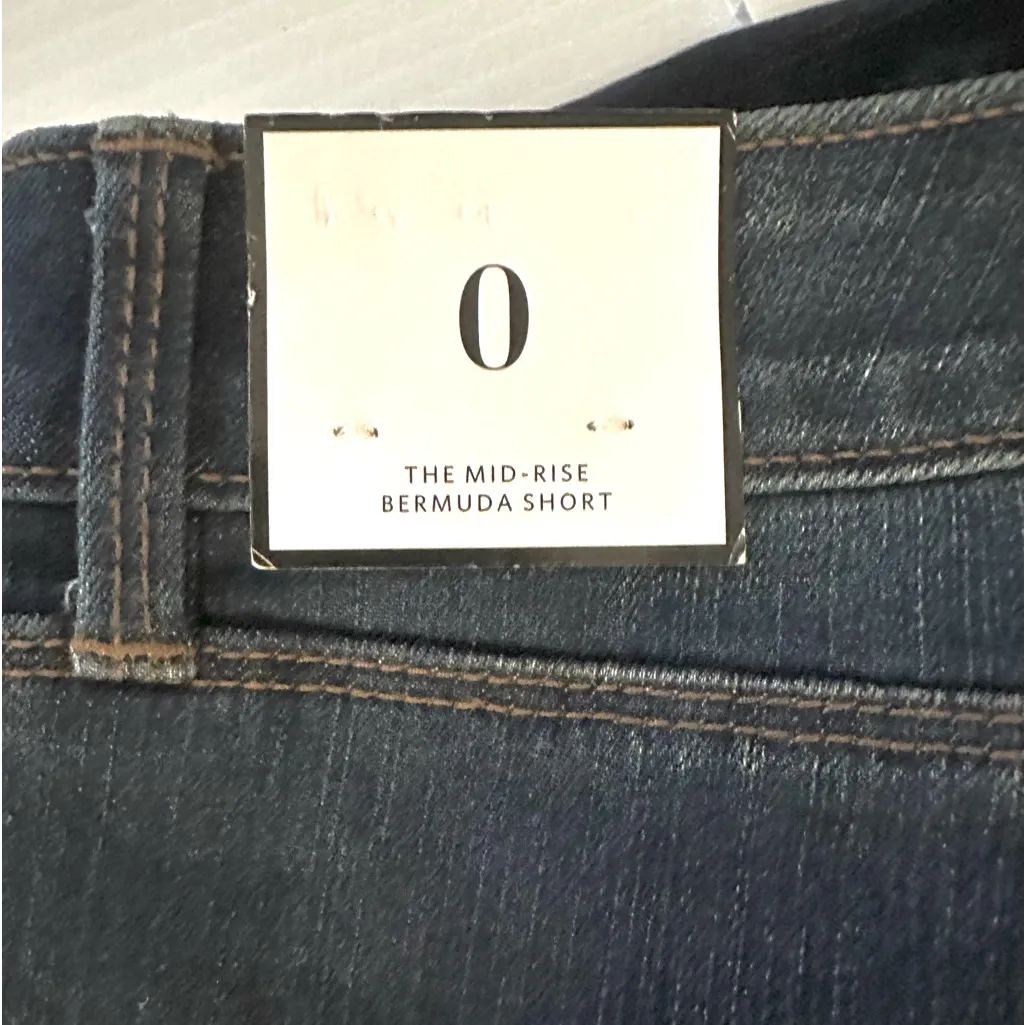 0
THE MID-RISE
BERMUDA SHORT